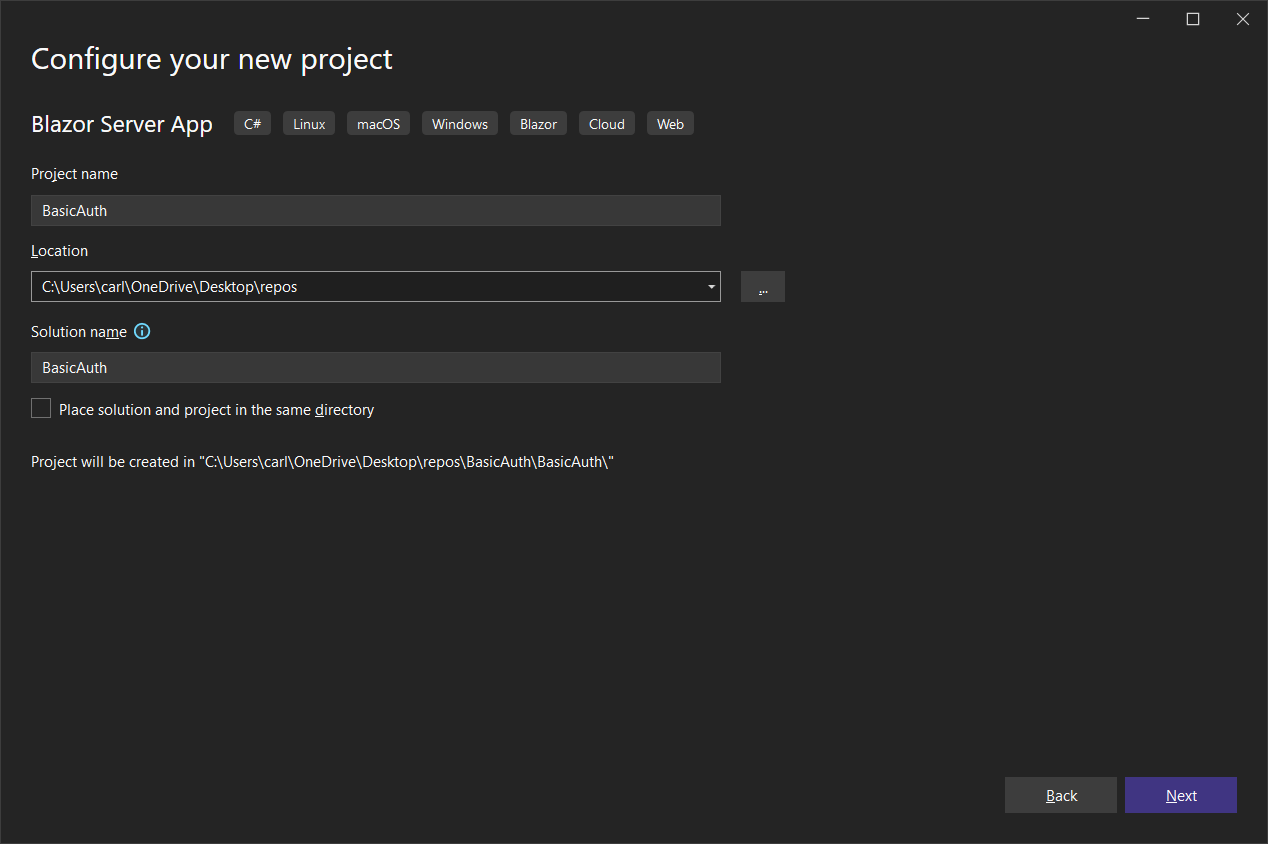 Configure your new project
Blazor Server App C# Linux macOS Windows Blazor Cloud Web
Project name
BasicAuth
Location
C:\Users\carl\OneDrive\Desktop\repos
...
Solution name
BasicAuth
Place solution and project in the same directory
Project will be created in "C:\Users\carl\OneDrive\Desktop\repos\BasicAuth\BasicAuth\"
Back Next